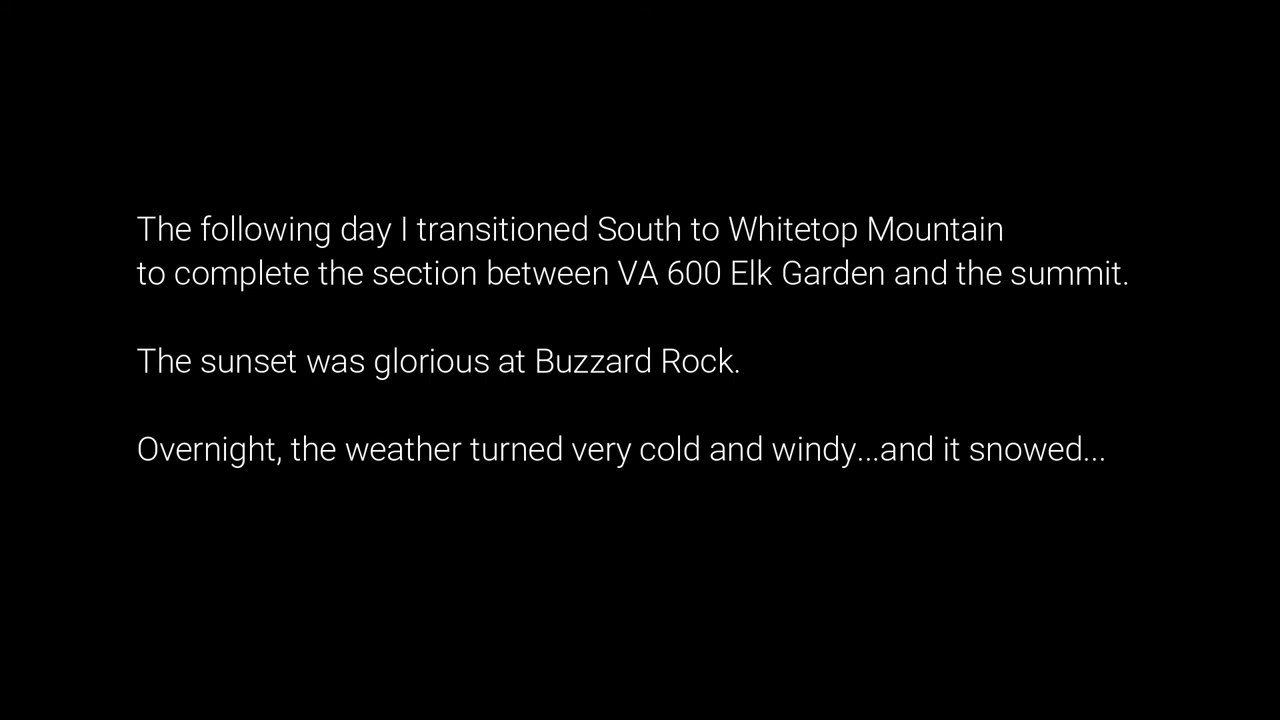 The following day I transitioned South to Whitetop Mountain
to complete the section between VA 600 Elk Garden and the summit.
The sunset was glorious at Buzzard Rock.
Overnight, the weather turned very cold and windy...and it snowed...